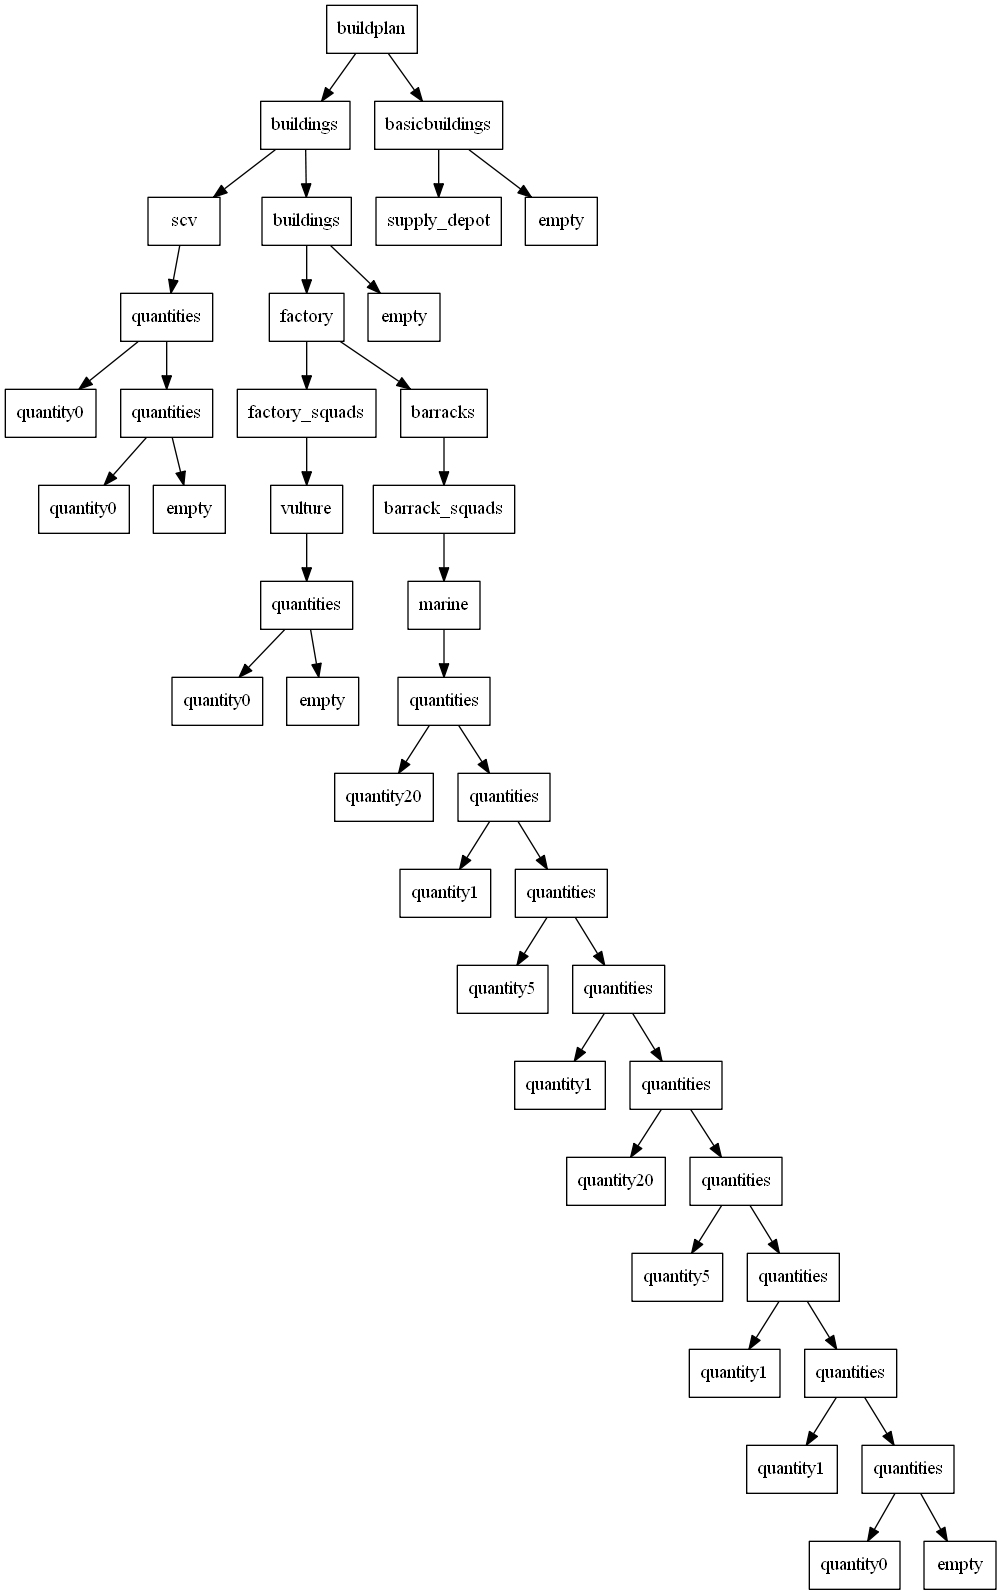 buildplan
buildings
basicbuildings
scv
buildings
supply_depot
empty
quantities
factory
empty
quantity0
quantities
factory_squads
barracks
quantity0
empty
vulture
barrack_squads
quantities
marine
quantity0
empty
quantities
quantity20
quantities
quantity1
quantities
quantity5
quantities
quantity1
quantities
quantity20
quantities
quantity5
quantities
quantity1
quantities
quantity1
quantities
quantity0
empty